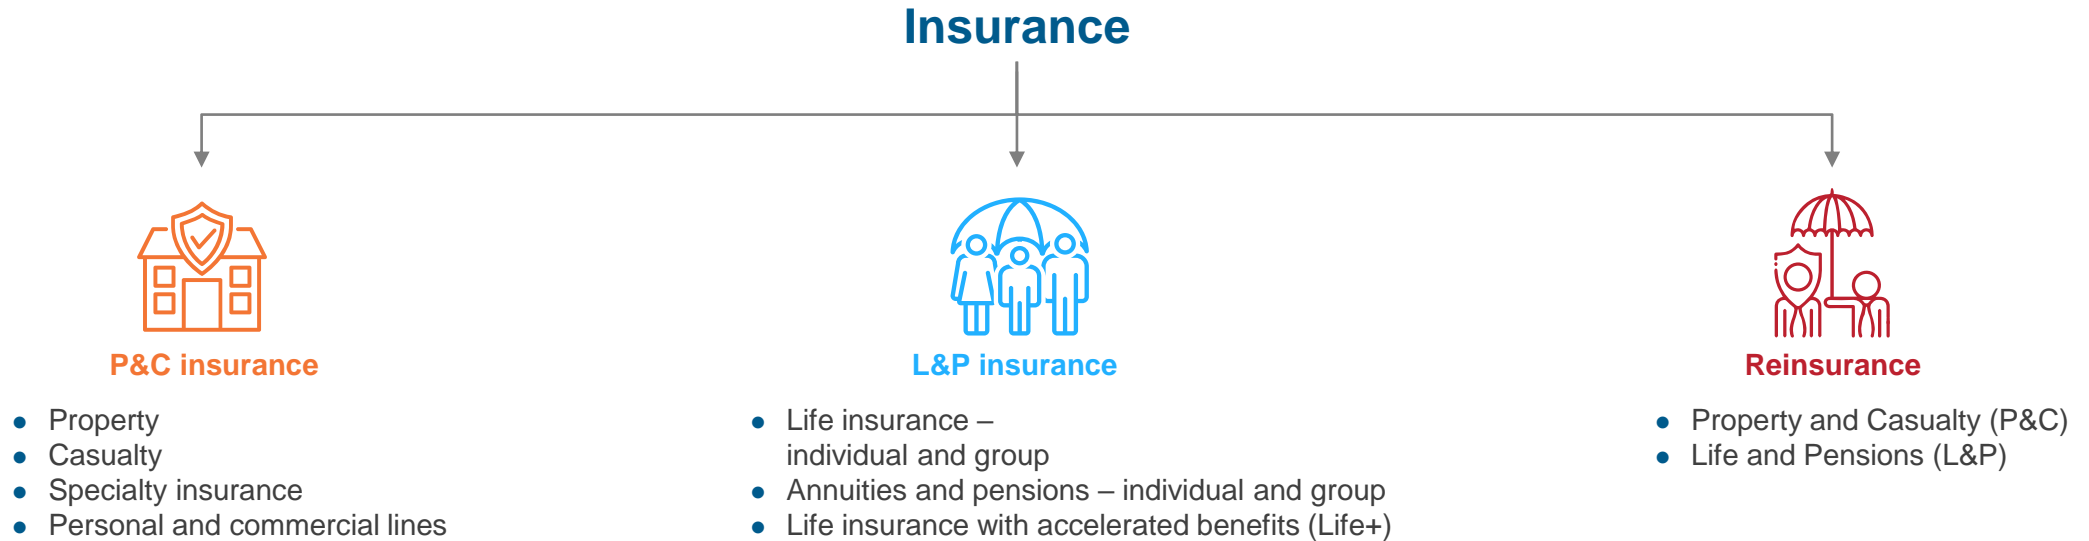 Insurance
P&C insurance
● Property
● Casualty
● Specialty insurance
● Personal and commercial lines
L&P insurance
● Life insurance –
individual and group
● Annuities and pensions – individual and group
● Life insurance with accelerated benefits (Life+)
Reinsurance
● Property and Casualty (P&C)
● Life and Pensions (L&P)